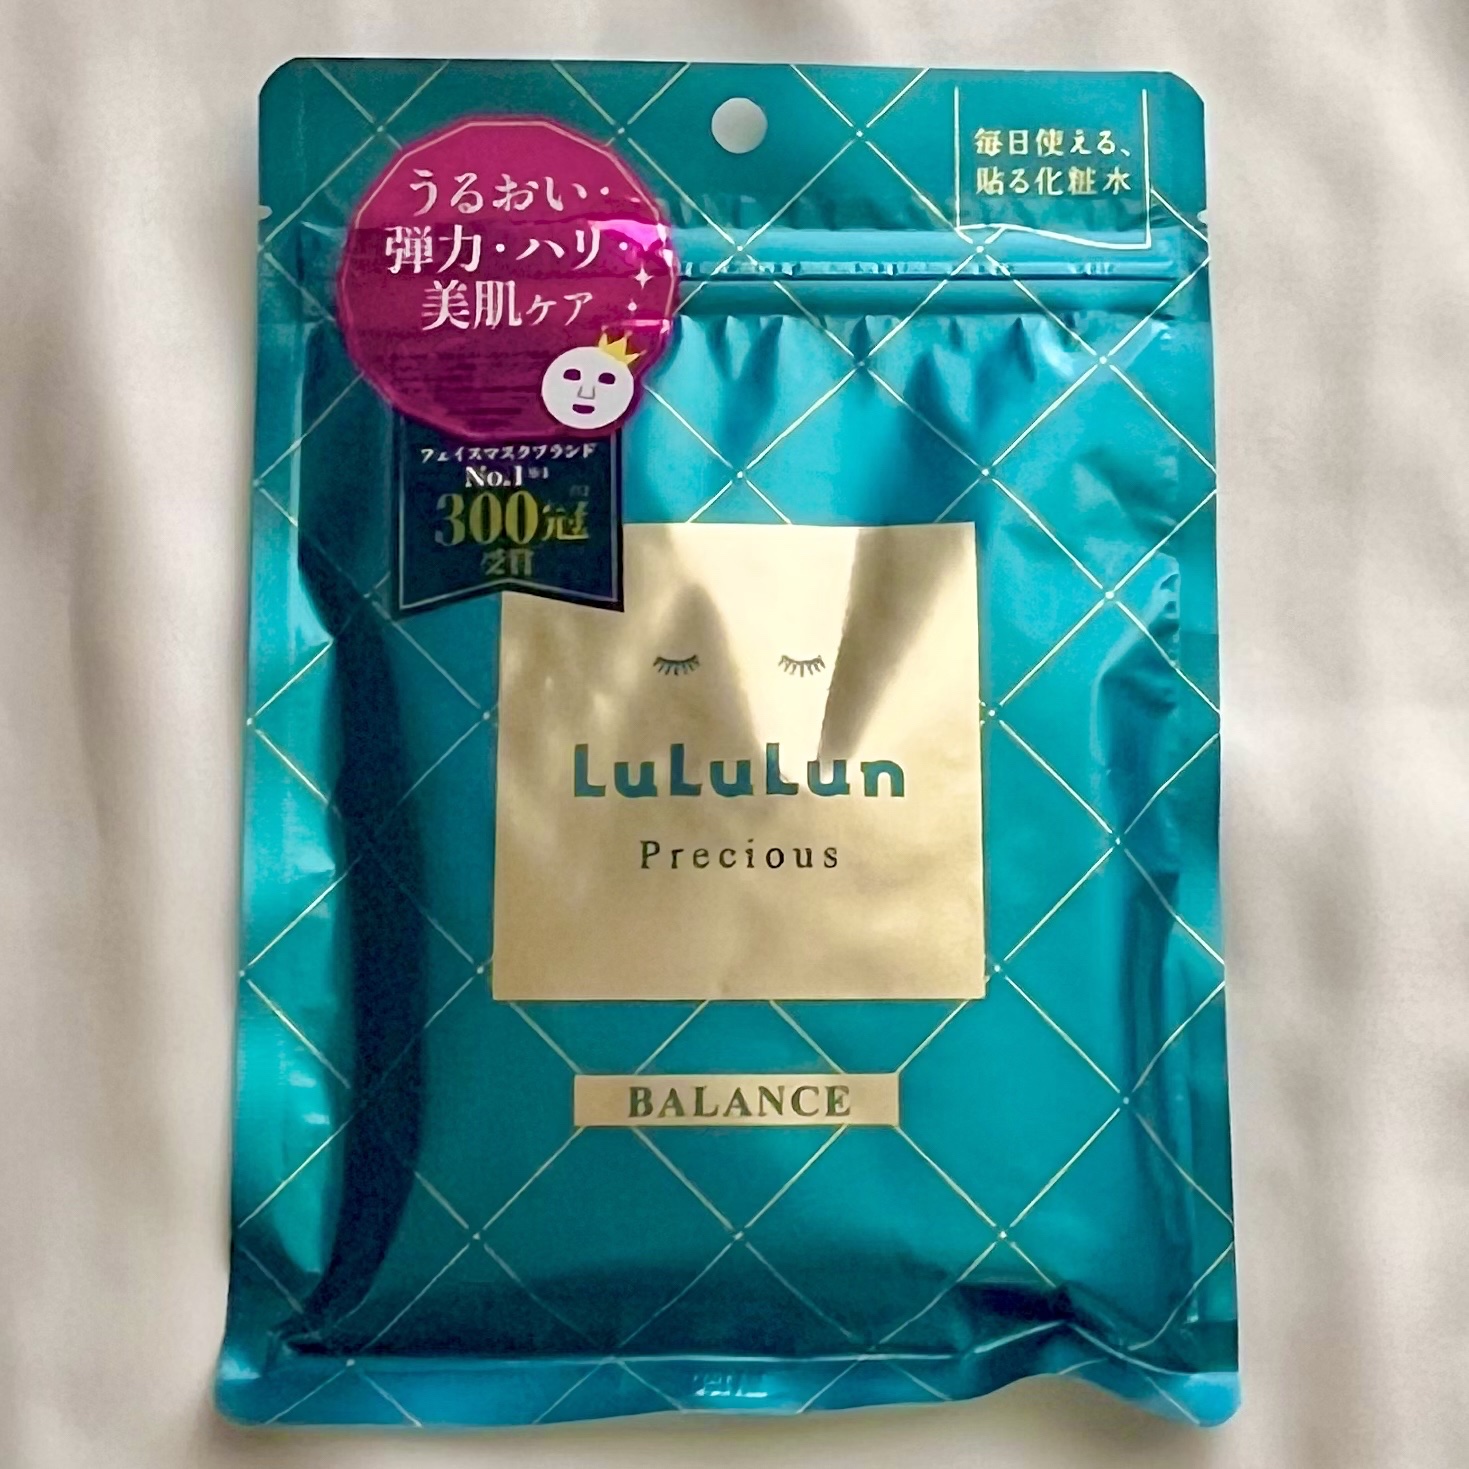 毎日使える、
貼る化粧水
うるおい・
弾力・ハリ・
美肌ケア
フェイスマスクブランド
No.1※1
300冠
受賞
LuLuLun
Precious
BALANCE